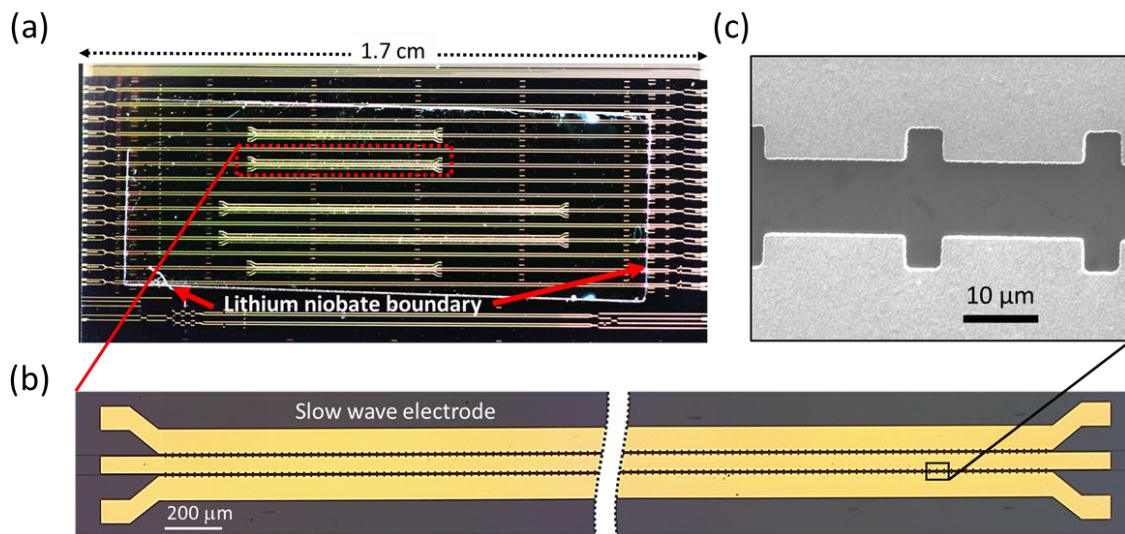 (a)
1.7 cm
Lithium niobate boundary
(c)
10 μm
(b)
Slow wave electrode
200 μm